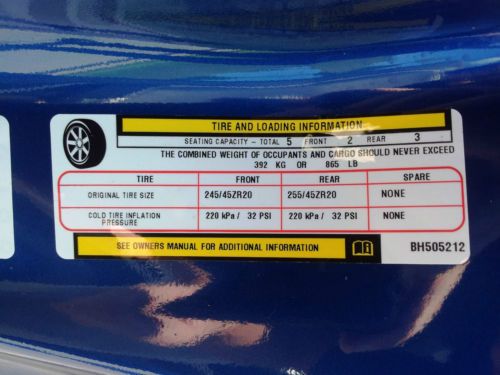 TIRE AND LOADING INFORMATION
SEATING CAPACITY - TOTAL 5 FRONT 2 REAR 3
THE COMBINED WEIGHT OF OCCUPANTS AND CARGO SHOULD NEVER EXCEED
392 KG OR 865 LB
TIRE FRONT REAR SPARE
ORIGINAL TIRE SIZE 245/45ZR20 255/45ZR20 NONE
COLD TIRE INFLATION PRESSURE 220 kPa / 32 PSI 220 kPa / 32 PSI NONE
SEE OWNERS MANUAL FOR ADDITIONAL INFORMATION
BH505212